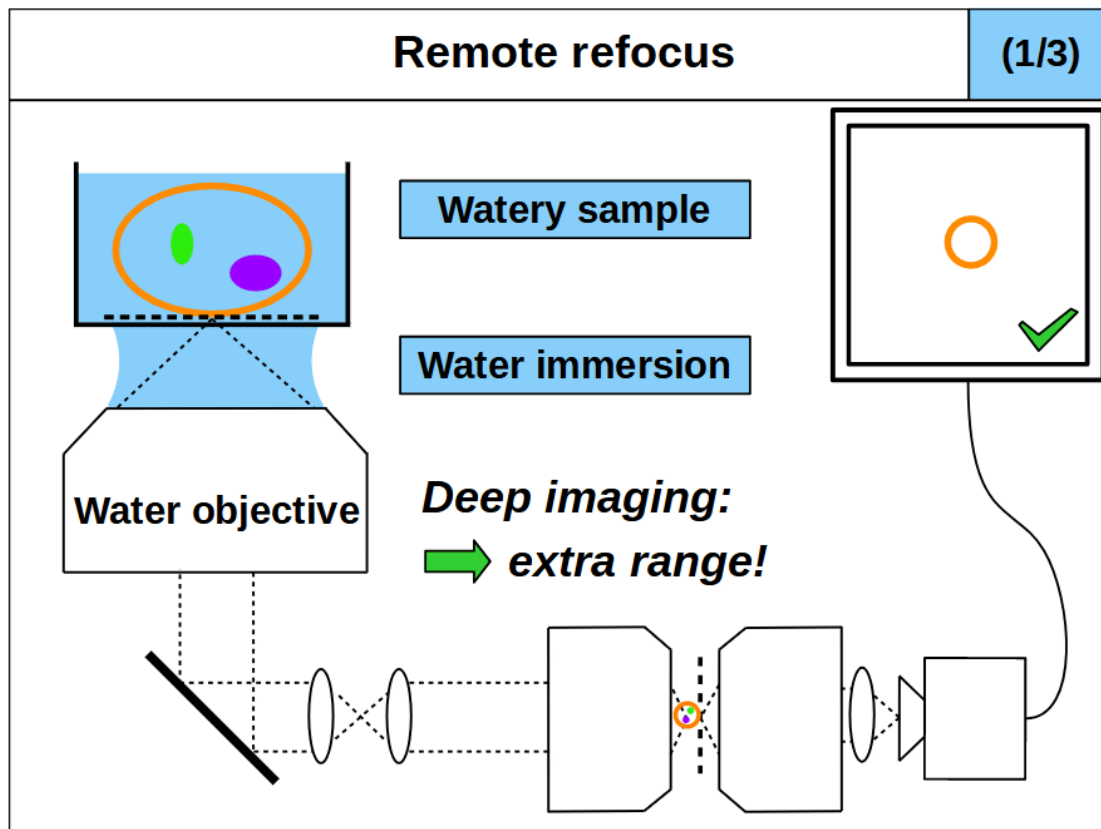 Remote refocus
(1/3)
Watery sample
Water immersion
Water objective
Deep imaging:
extra range!